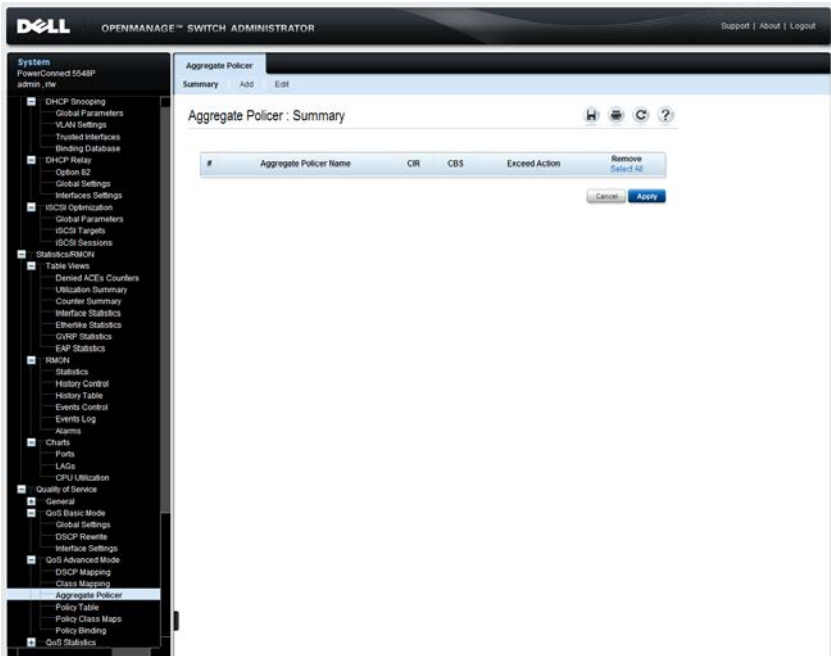 DELL OPENMANAGE™ SWITCH ADMINISTRATOR Support | About | Logout
System
PowerConnect 5548P
admin , r/w
DHCP Snooping
Global Parameters
VLAN Settings
Trusted Interfaces
Binding Database
DHCP Relay
Option 82
Global Settings
Interfaces Settings
iSCSI Optimization
Global Parameters
iSCSI Targets
iSCSI Sessions
Statistics/RMON
Table Views
Denied ACEs Counters
Utilization Summary
Counter Summary
Interface Statistics
Etherlike Statistics
GVRP Statistics
EAP Statistics
RMON
Statistics
History Control
History Table
Events Control
Events Log
Alarms
Charts
Ports
LAGs
CPU Utilization
Quality of Service
General
QoS Basic Mode
Global Settings
DSCP Rewrite
Interface Settings
QoS Advanced Mode
DSCP Mapping
Class Mapping
Aggregate Policer
Policy Table
Policy Class Maps
Policy Binding
QoS Statistics
Aggregate Policer
Summary Add Edit
Aggregate Policer : Summary
# Aggregate Policer Name CIR CBS Exceed Action Remove
Select All
Cancel Apply